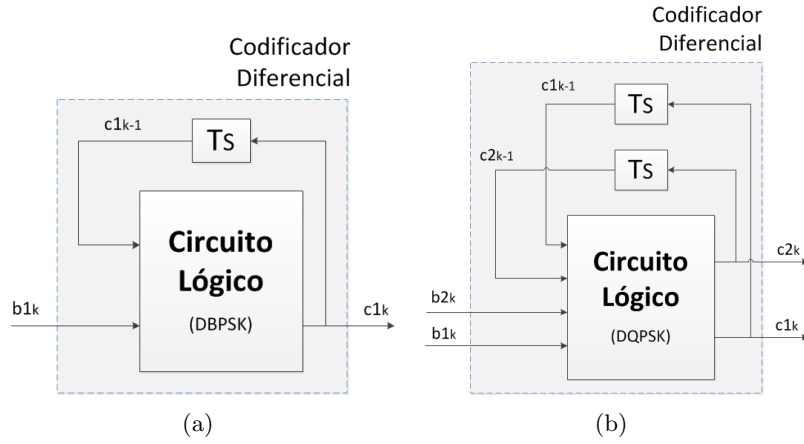 Codificador
Diferencial
c1k-1
Ts
Circuito
Lógico
(DBPSK)
b1k
c1k
(a)
Codificador
Diferencial
c1k-1
Ts
c2k-1
Ts
Circuito
Lógico
(DQPSK)
b2k
b1k
c2k
c1k
(b)